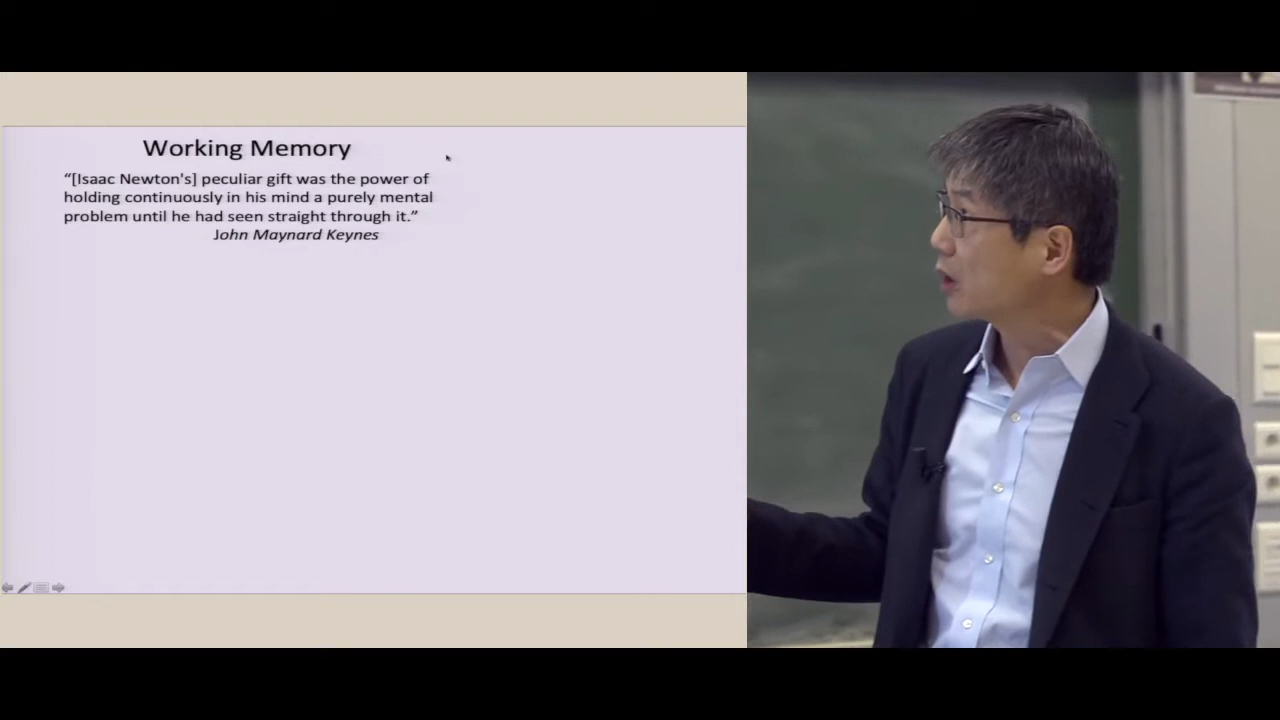 Working Memory
“[Isaac Newton's] peculiar gift was the power of
holding continuously in his mind a purely mental
problem until he had seen straight through it.”
John Maynard Keynes